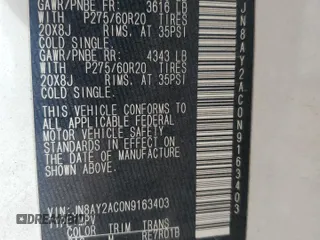 GAWR/PNBE FR: 3616 LB
WITH P275/60R20 TIRES
20X8J RIMS. AT 35PSI
COLD SINGLE
GAWR/PNBE RR: 4343 LB
WITH P275/60R20 TIRES
20X8J RIMS, AT 35PSI
COLD SINGLE.
THIS VEHICLE CONFORMS TO
ALL APPLICABLE FEDERAL
MOTOR VEHICLE SAFETY
STANDARDS IN EFFECT ON
THE DATE OF MANUFACTURE
SHOWN ABOVE.
VIN: JN8AY2AC0N9163403
MPV
COLOR TRIM TRANS
RE7R01B
JN8AY2AC0N9163403